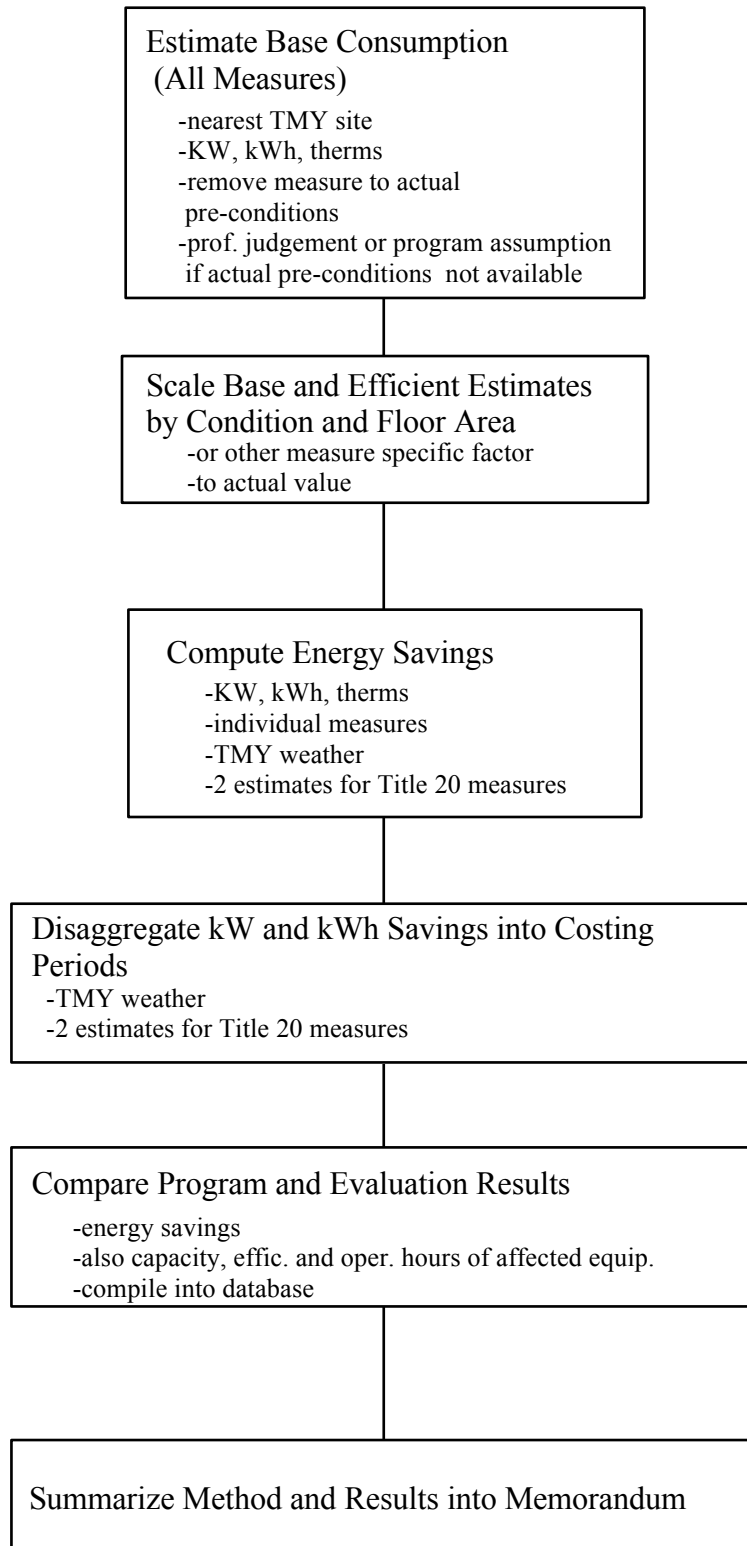 Estimate Base Consumption
(All Measures)
-nearest TMY site
-KW, kWh, therms
-remove measure to actual
pre-conditions
-prof. judgement or program assumption
if actual pre-conditions not available
Scale Base and Efficient Estimates
by Condition and Floor Area
-or other measure specific factor
-to actual value
Compute Energy Savings
-KW, kWh, therms
-individual measures
-TMY weather
-2 estimates for Title 20 measures
Disaggregate kW and kWh Savings into Costing
Periods
-TMY weather
-2 estimates for Title 20 measures
Compare Program and Evaluation Results
-energy savings
-also capacity, effic. and oper. hours of affected equip.
-compile into database
Summarize Method and Results into Memorandum